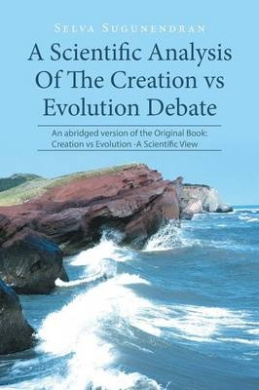 Selva Sugunendran
A Scientific Analysis
Of The Creation vs
Evolution Debate
An abridged version of the Original Book:
Creation vs Evolution -A Scientific View